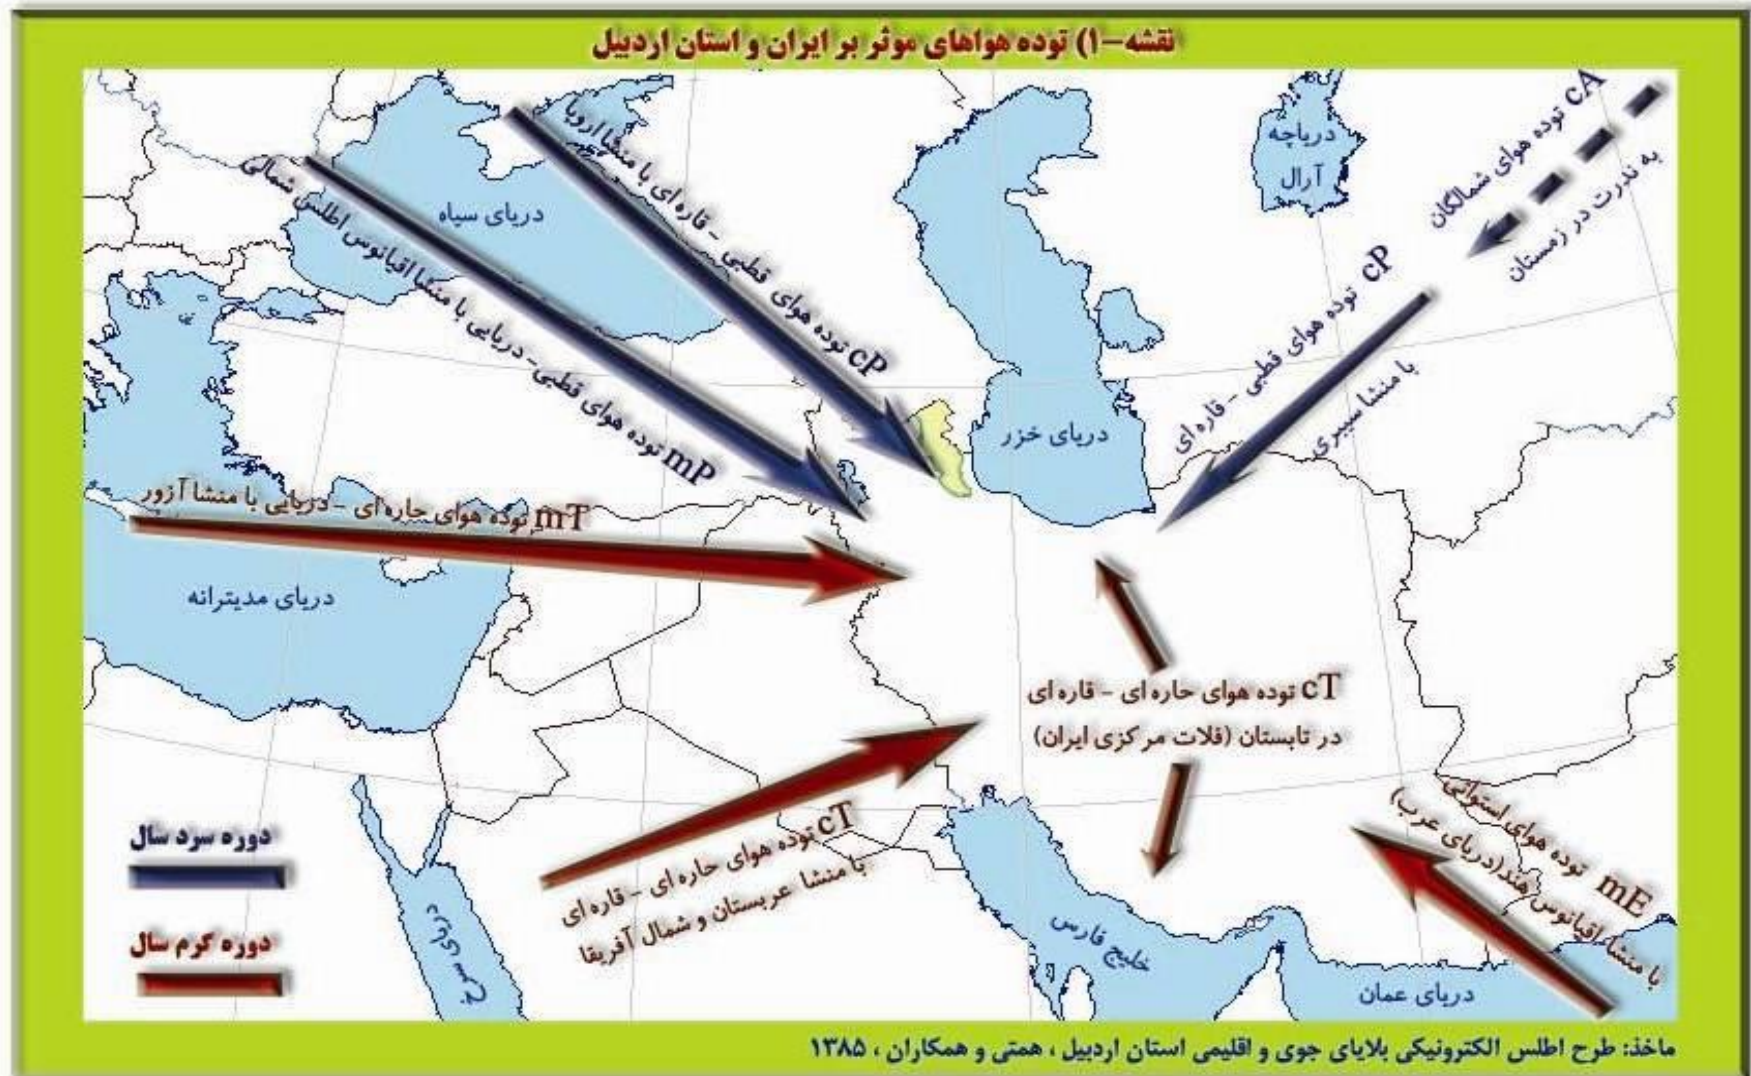 نقشه-۱) توده هواهای موثر بر ایران و استان اردبیل
cA توده هوای شمالگان
به ندرت در زمستان
دریاچه
آرال
cP توده هوای قطبی - قاره ای با منشا اروپا
دریای سیاه
mP توده هوای قطبی - دریایی با منشا اقیانوس اطلس شمالی
cP توده هوای قطبی - قاره ای
با منشا سیبری
دریای خزر
mT توده هوای حاره ای - دریایی با منشا آزور
دریای مدیترانه
cT توده هوای حاره ای - قاره ای
در تابستان (فلات مرکزی ایران)
cT توده هوای حاره ای - قاره ای
با منشا عربستان و شمال آفریقا
mE توده هوای استوائی
با منشا اقیانوس هند(دریای عرب)
دوره سرد سال
دوره گرم سال
دریای سرخ
خلیج فارس
دریای عمان
ماخذ: طرح اطلس الکترونیکی بلایای جوی و اقلیمی استان اردبیل ، همتی و همکاران ، ۱۳۸۵